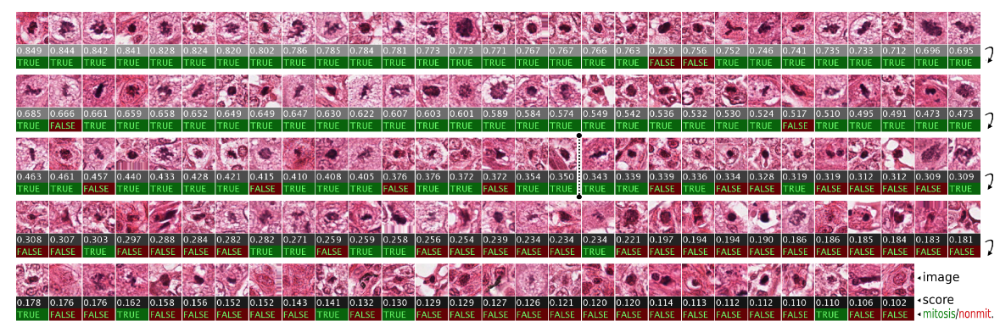 0.849 0.844 0.842 0.841 0.828 0.824 0.820 0.802 0.786 0.785 0.784 0.781 0.773 0.773 0.771 0.767 0.767 0.766 0.763 0.759 0.756 0.752 0.746 0.741 0.735 0.733 0.712 0.696 0.695
TRUE TRUE TRUE TRUE TRUE TRUE TRUE TRUE TRUE TRUE TRUE TRUE TRUE TRUE TRUE TRUE TRUE TRUE TRUE FALSE FALSE TRUE TRUE TRUE TRUE TRUE TRUE TRUE TRUE
0.685 0.666 0.661 0.659 0.658 0.652 0.649 0.649 0.647 0.630 0.622 0.607 0.603 0.601 0.589 0.584 0.574 0.549 0.542 0.536 0.532 0.530 0.524 0.517 0.510 0.495 0.491 0.473 0.473
TRUE FALSE TRUE TRUE TRUE TRUE TRUE FALSE TRUE TRUE TRUE TRUE TRUE TRUE TRUE TRUE TRUE TRUE TRUE TRUE TRUE TRUE TRUE FALSE TRUE TRUE TRUE TRUE TRUE
0.463 0.461 0.457 0.440 0.433 0.428 0.421 0.415 0.410 0.408 0.405 0.376 0.376 0.372 0.372 0.354 0.350 0.343 0.339 0.339 0.336 0.334 0.328 0.319 0.319 0.312 0.312 0.309 0.309
TRUE TRUE FALSE TRUE TRUE TRUE TRUE FALSE TRUE TRUE TRUE FALSE TRUE TRUE FALSE TRUE TRUE TRUE TRUE FALSE TRUE FALSE FALSE TRUE FALSE FALSE FALSE FALSE TRUE
0.308 0.307 0.303 0.297 0.288 0.284 0.282 0.282 0.271 0.259 0.259 0.258 0.256 0.254 0.239 0.234 0.234 0.234 0.221 0.197 0.194 0.194 0.190 0.186 0.186 0.185 0.184 0.183 0.181
FALSE FALSE TRUE FALSE FALSE FALSE FALSE TRUE TRUE FALSE TRUE TRUE FALSE FALSE FALSE FALSE FALSE TRUE FALSE FALSE FALSE FALSE FALSE FALSE FALSE FALSE FALSE FALSE FALSE
image
0.178 0.176 0.176 0.162 0.158 0.156 0.152 0.152 0.143 0.141 0.132 0.130 0.129 0.129 0.127 0.126 0.121 0.120 0.120 0.114 0.113 0.112 0.112 0.110 0.110 0.106 0.102 score
TRUE FALSE FALSE TRUE FALSE FALSE FALSE FALSE FALSE TRUE FALSE TRUE FALSE FALSE FALSE FALSE FALSE FALSE FALSE FALSE FALSE FALSE FALSE FALSE TRUE FALSE FALSE mitosis/nonmit.